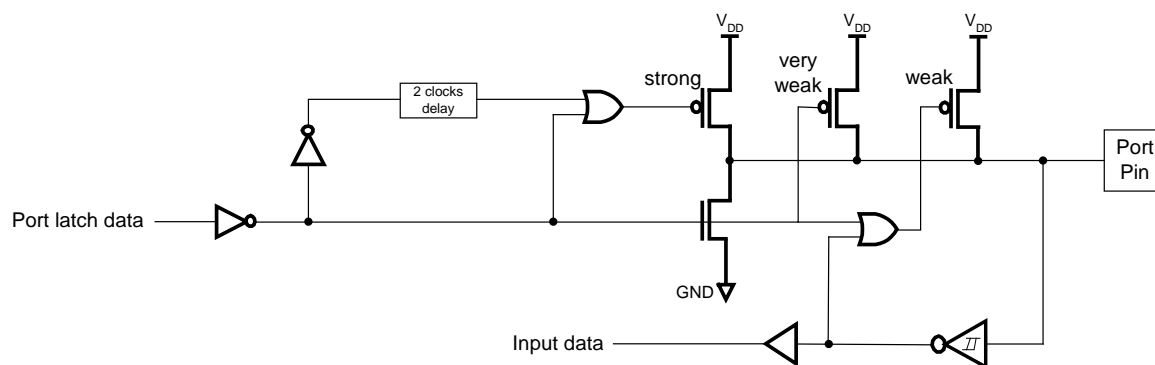 V_DD
V_DD
V_DD
strong
very
weak
weak
2 clocks
delay
Port
Pin
Port latch data
GND
Input data